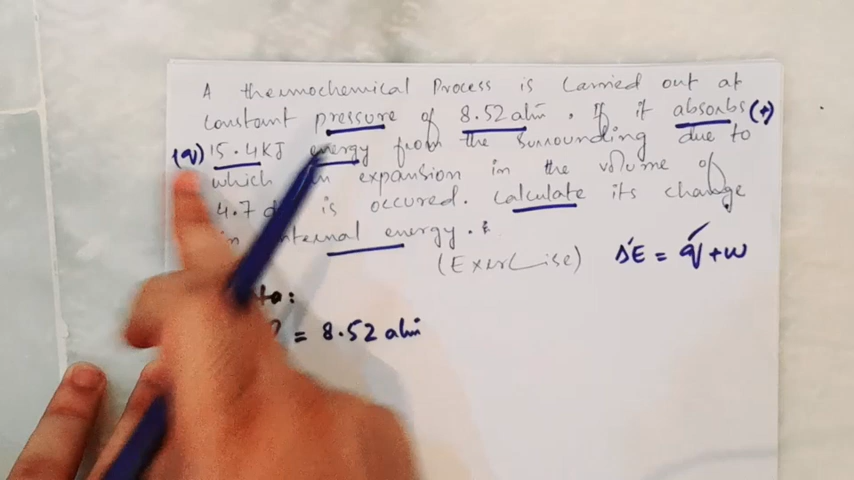 A thermochemical Process is Carried out at
Constant pressure of 8.52 atm . If it absorbs (+)
(q) 15.4KJ energy from the Surrounding due to
which an expansion in the volume of
4.7 is occured. Calculate its change
in internal energy.
(Exercise) ΔE = q + w
= 8.52 atm